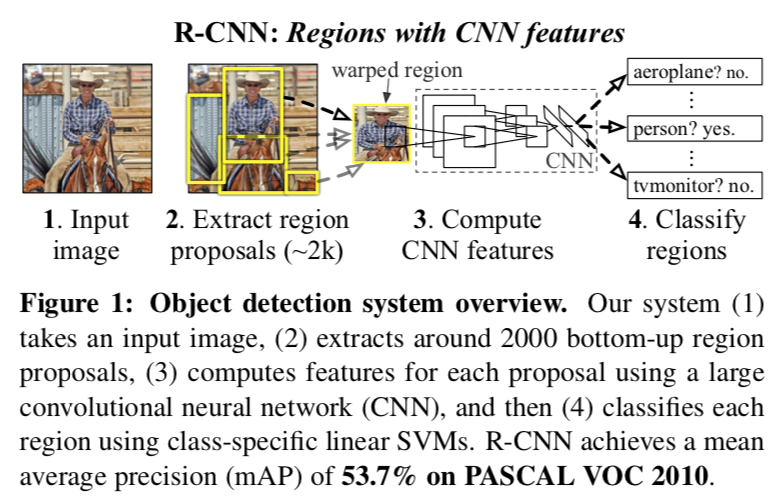 R-CNN: Regions with CNN features
warped region
aeroplane? no.
person? yes.
tvmonitor? no.
CNN
1. Input
image
2. Extract region
proposals (~2k)
3. Compute
CNN features
4. Classify
regions
Figure 1: Object detection system overview. Our system (1)
takes an input image, (2) extracts around 2000 bottom-up region
proposals, (3) computes features for each proposal using a large
convolutional neural network (CNN), and then (4) classifies each
region using class-specific linear SVMs. R-CNN achieves a mean
average precision (mAP) of 53.7% on PASCAL VOC 2010.